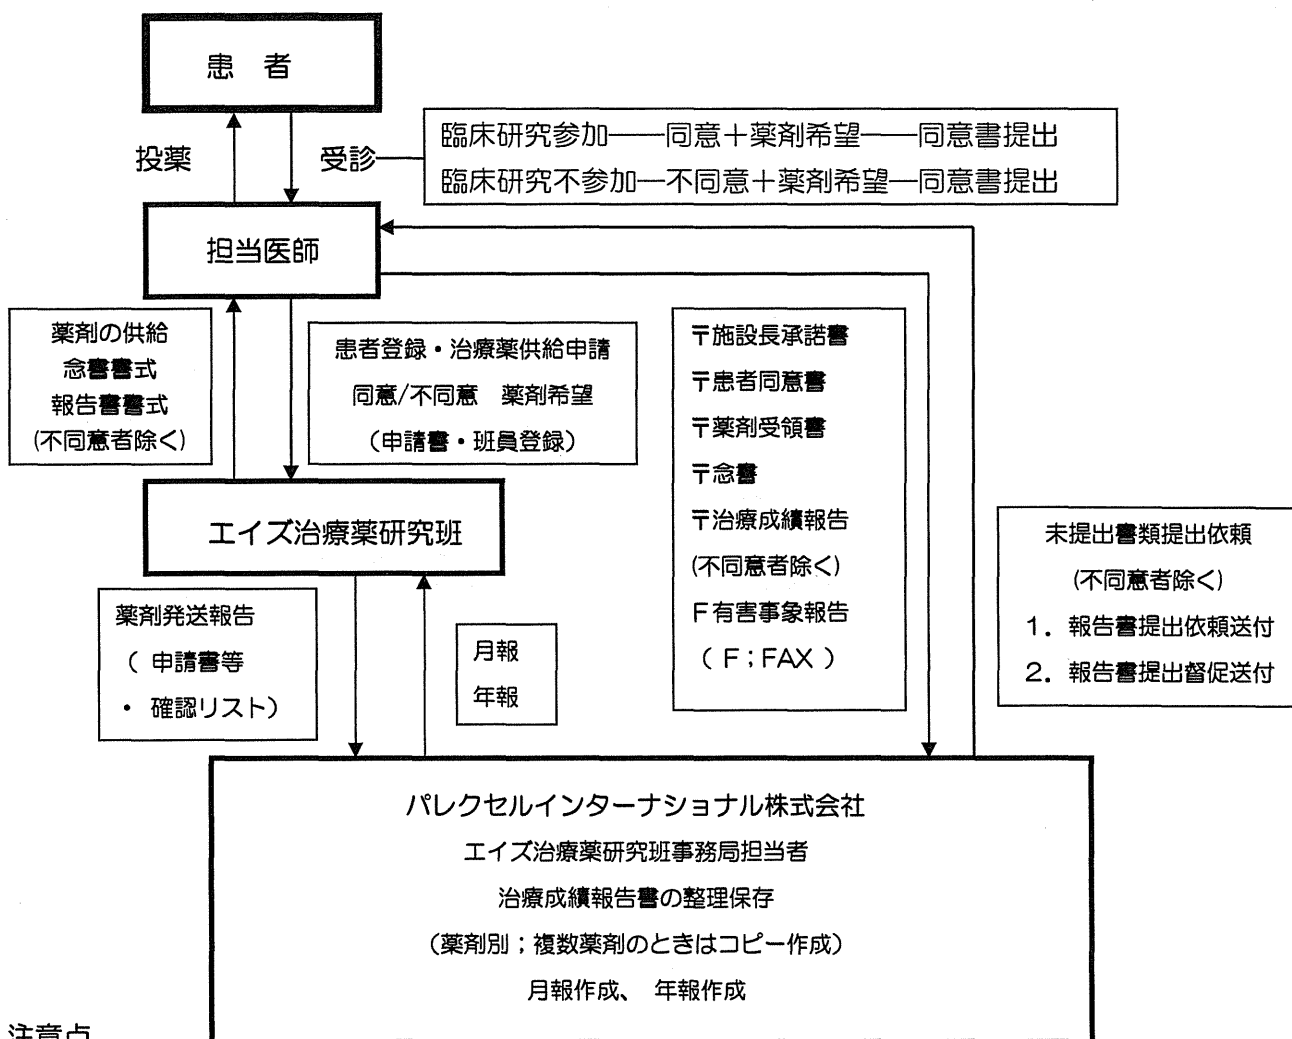 患　者
投薬
受診
臨床研究参加――同意＋薬剤希望――同意書提出
臨床研究不参加―不同意＋薬剤希望―同意書提出
担当医師
薬剤の供給
念書書式
報告書書式
(不同意者除く)
患者登録・治療薬供給申請
同意/不同意　薬剤希望
（申請書・班員登録）
〒施設長承諾書
〒患者同意書
〒薬剤受領書
〒念書
〒治療成績報告
(不同意者除く)
F有害事象報告
（F；FAX）
未提出書類提出依頼
(不同意者除く)
1．報告書提出依頼送付
2．報告書提出督促送付
エイズ治療薬研究班
薬剤発送報告
（ 申請書等
・ 確認リスト）
月報
年報
パレクセルインターナショナル株式会社
エイズ治療薬研究班事務局担当者
治療成績報告書の整理保存
（薬剤別；複数薬剤のときはコピー作成）
月報作成、 年報作成
注意点